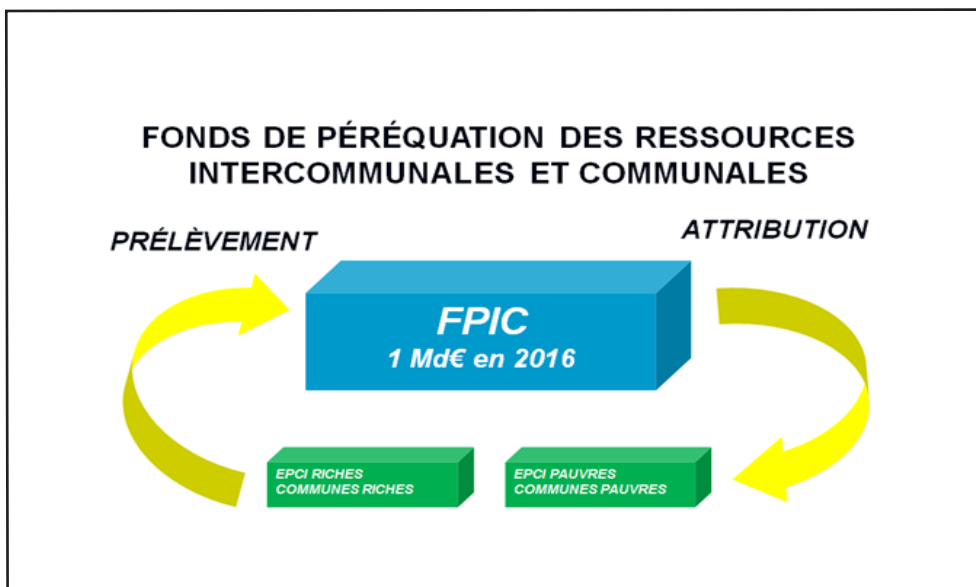 FONDS DE PÉRÉQUATION DES RESSOURCES
INTERCOMMUNALES ET COMMUNALES
PRÉLÈVEMENT
ATTRIBUTION
FPIC
1 Md€ en 2016
EPCI RICHES
COMMUNES RICHES
EPCI PAUVRES
COMMUNES PAUVRES